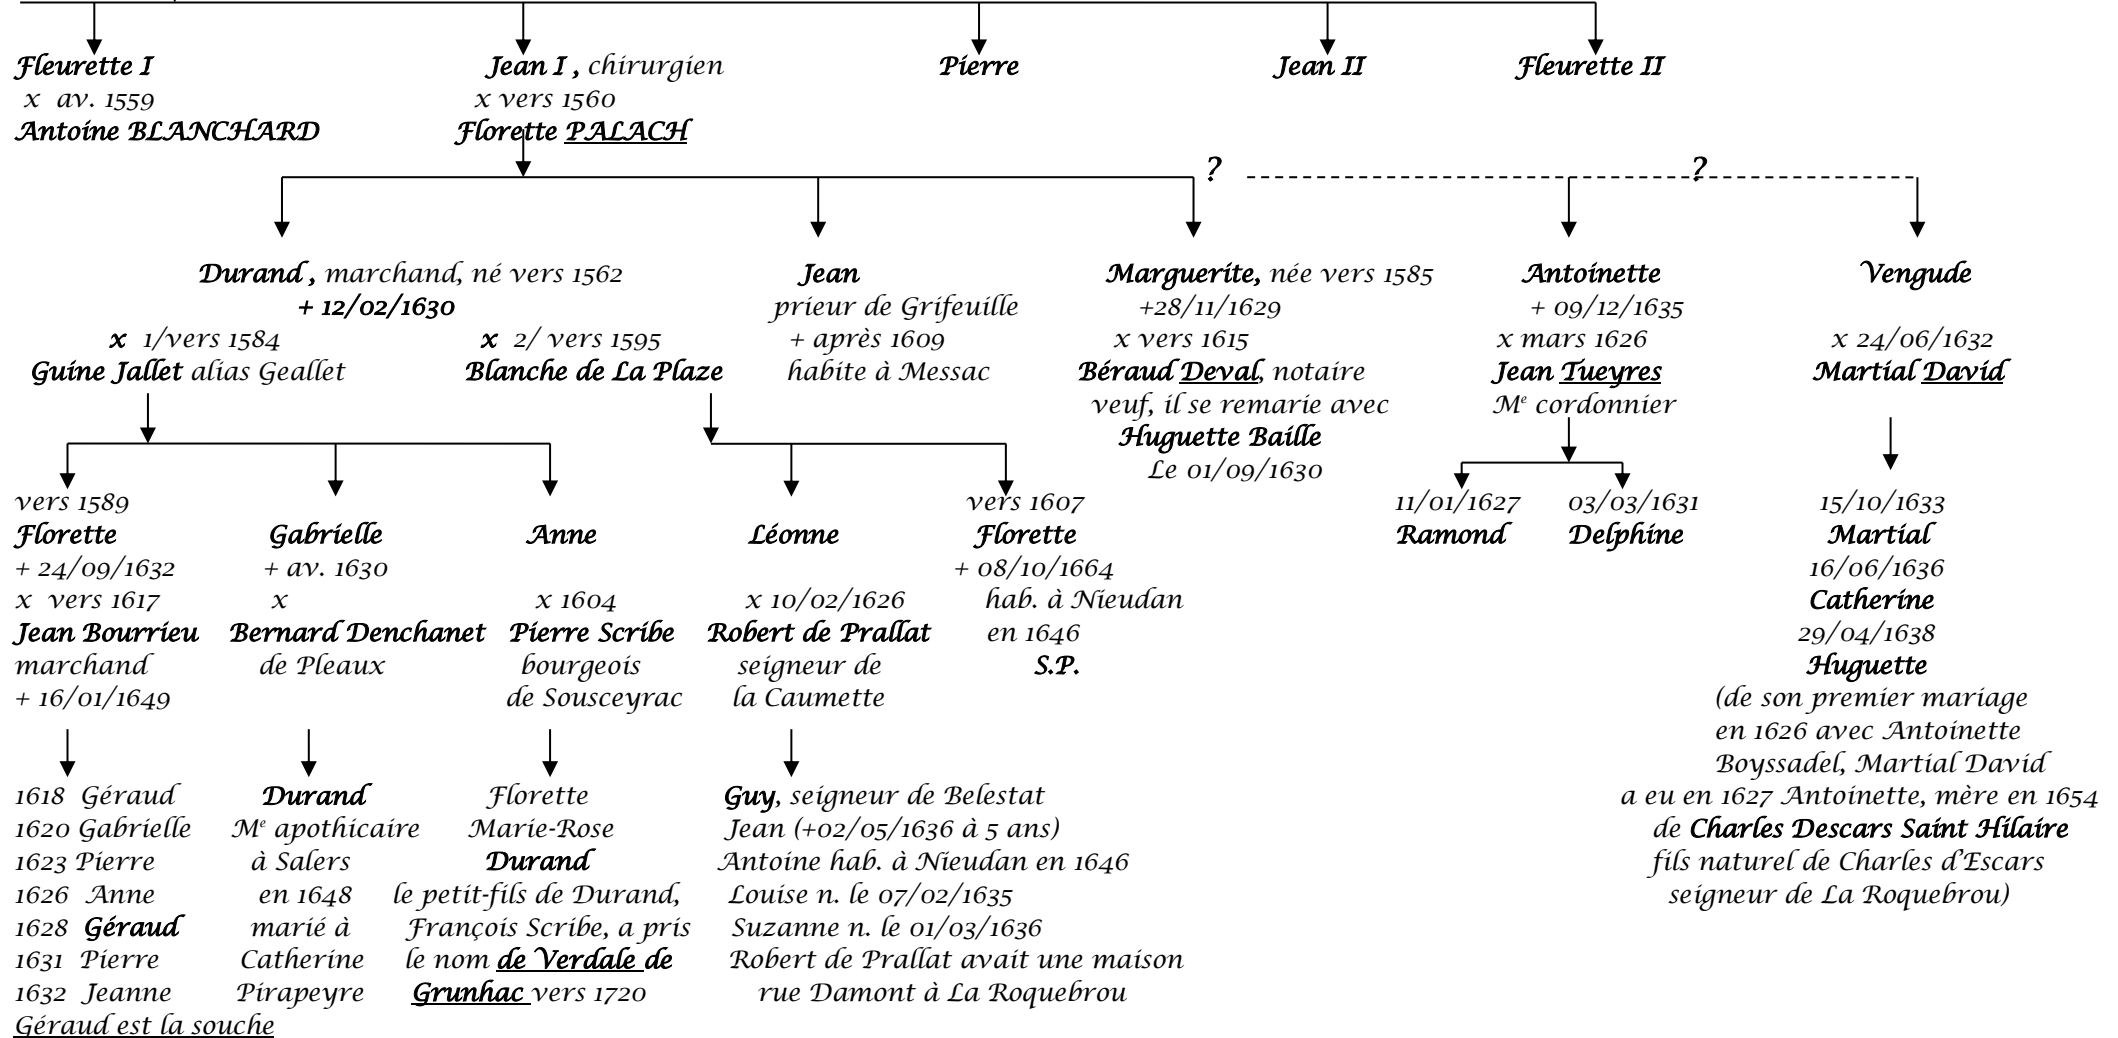 Fleurette I Jean I , chirurgien Pierre Jean II Fleurette II
x av. 1559 x vers 1560
Antoine BLANCHARD Florette PALACH
? ?
Durand , marchand, né vers 1562 Jean Marguerite, née vers 1585 Antoinette Vengude
+ 12/02/1630 prieur de Grifeuille +28/11/1629 + 09/12/1635
x 1/vers 1584 x 2/ vers 1595 + après 1609 x vers 1615 x mars 1626 x 24/06/1632
Guine Jallet alias Geallet Blanche de La Plaze habite à Messac Béraud Deval, notaire Jean Tueyres Martial David
veuf, il se remarie avec Me cordonnier
Huguette Baille
Le 01/09/1630
vers 1589 vers 1607 11/01/1627 03/03/1631 15/10/1633
Florette Gabrielle Anne Léonne Florette Ramond Delphine Martial
+ 24/09/1632 + av. 1630 + 08/10/1664 16/06/1636
x vers 1617 x x 1604 x 10/02/1626 hab. à Nieudan Catherine
Jean Bourrieu Bernard Denchanet Pierre Scribe Robert de Prallat en 1646 29/04/1638
marchand de Pleaux bourgeois seigneur de S.P. Huguette
+ 16/01/1649 de Sousceyrac la Caumette (de son premier mariage
en 1626 avec Antoinette
Boyssadel, Martial David
1618 Géraud Durand Florette Guy, seigneur de Belestat a eu en 1627 Antoinette, mère en 1654
1620 Gabrielle Me apothicaire Marie-Rose Jean (+02/05/1636 à 5 ans) de Charles Descars Saint Hilaire
1623 Pierre à Salers Durand Antoine hab. à Nieudan en 1646 fils naturel de Charles d'Escars
1626 Anne en 1648 le petit-fils de Durand, Louise n. le 07/02/1635 seigneur de La Roquebrou)
1628 Géraud marié à François Scribe, a pris Suzanne n. le 01/03/1636
1631 Pierre Catherine le nom de Verdale de Robert de Prallat avait une maison
1632 Jeanne Pirapeyre Grunhac vers 1720 rue Damont à La Roquebrou
Géraud est la souche